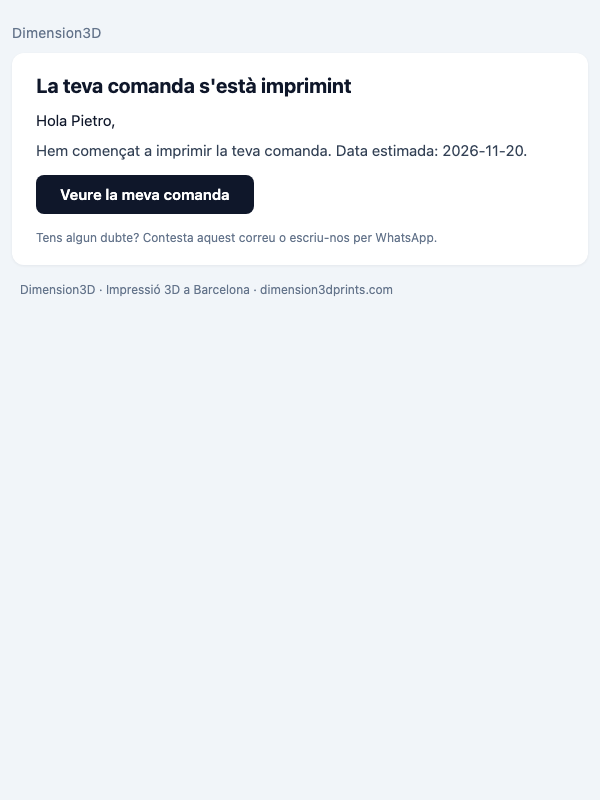 Dimension3D
La teva comanda s'està imprimint
Hola Pietro,
Hem començat a imprimir la teva comanda. Data estimada: 2026-11-20.
Veure la meva comanda
Tens algun dubte? Contesta aquest correu o escriu-nos per WhatsApp.
Dimension3D · Impressió 3D a Barcelona · dimension3dprints.com